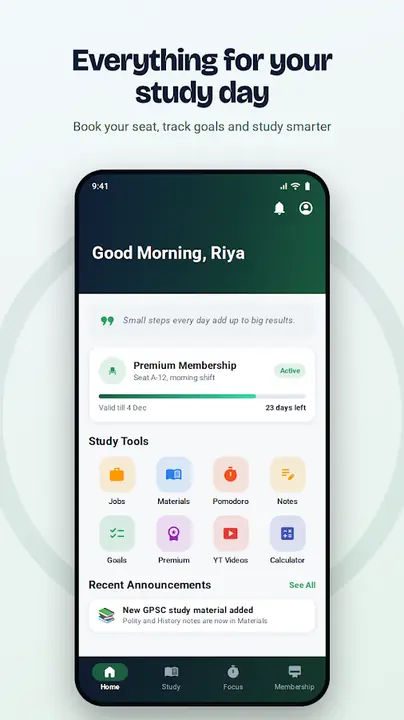 Everything for your
study day
Book your seat, track goals and study smarter
9:41
Good Morning, Riya
Small steps every day add up to big results.
Premium Membership
Seat A-12, morning shift
Active
Valid till 4 Dec
23 days left
Study Tools
Jobs
Materials
Pomodoro
Notes
Goals
Premium
YT Videos
Calculator
Recent Announcements
See All
New GPSC study material added
Polity and History notes are now in Materials
Home
Study
Focus
Membership